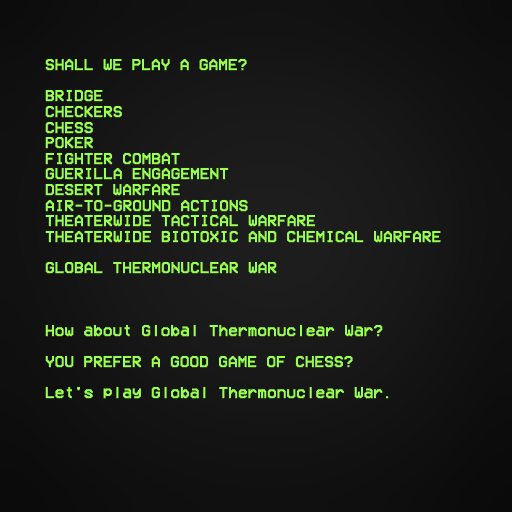 SHALL WE PLAY A GAME?
BRIDGE
CHECKERS
CHESS
POKER
FIGHTER COMBAT
GUERILLA ENGAGEMENT
DESERT WARFARE
AIR-TO-GROUND ACTIONS
THEATERWIDE TACTICAL WARFARE
THEATERWIDE BIOTOXIC AND CHEMICAL WARFARE
GLOBAL THERMONUCLEAR WAR
How about Global Thermonuclear War?
YOU PREFER A GOOD GAME OF CHESS?
Let's play Global Thermonuclear War.